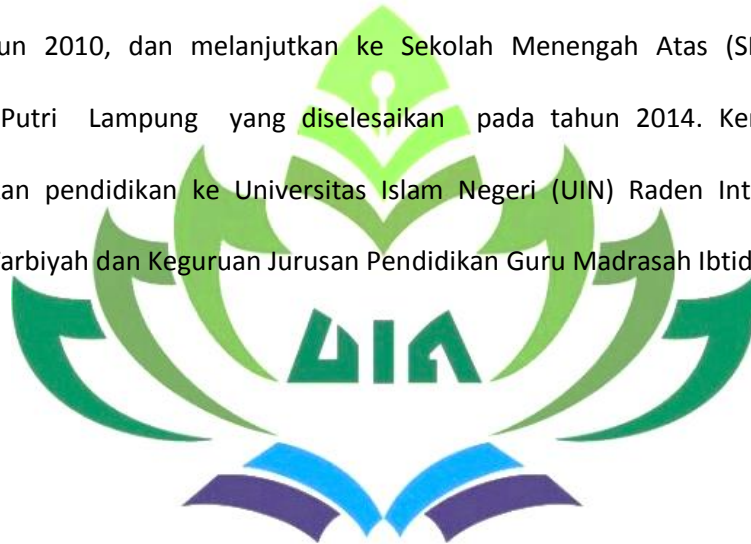 un 2010, dan melanjutkan ke Sekolah Menengah Atas (S
Putri Lampung yang diselesaikan pada tahun 2014. Ke
an pendidikan ke Universitas Islam Negeri (UIN) Raden Int
arbiyah dan Keguruan Jurusan Pendidikan Guru Madrasah Ibtid
UIN